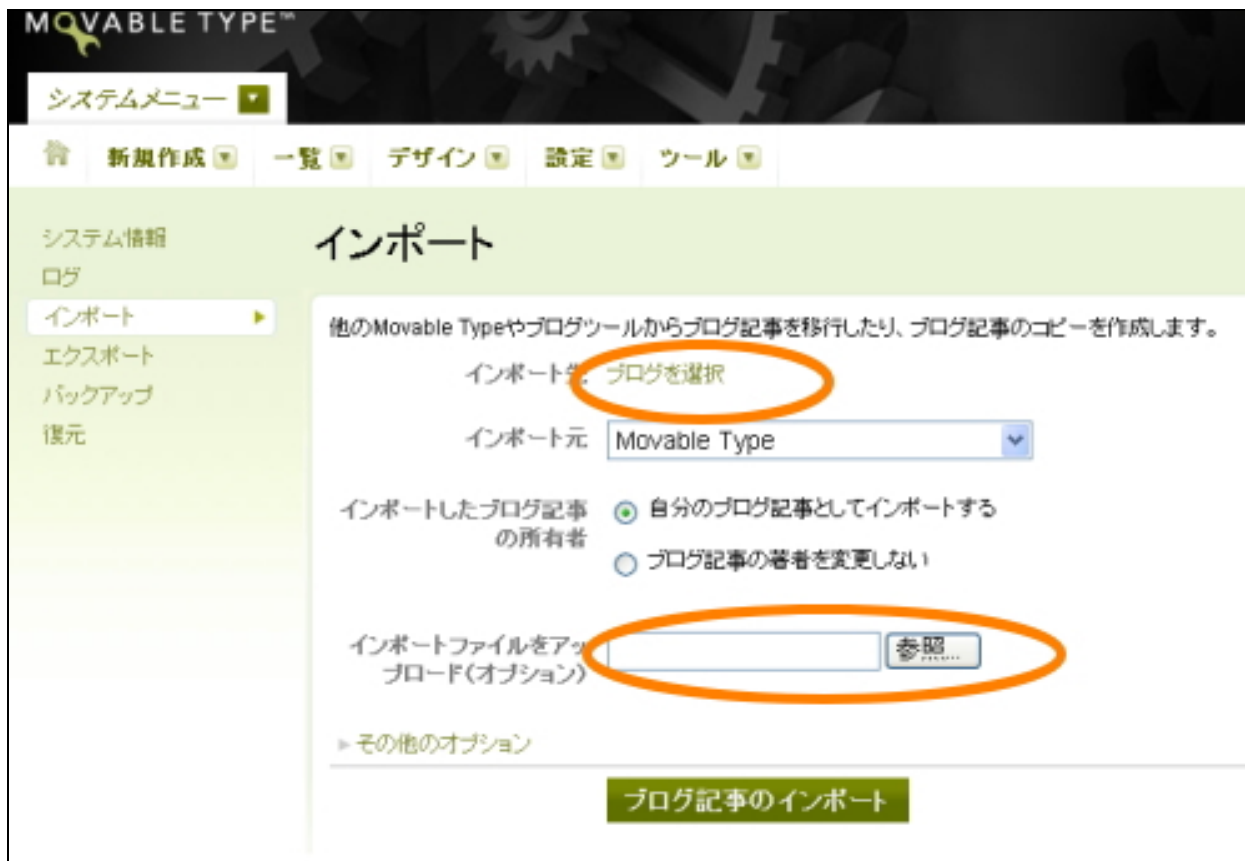 MOVABLE TYPE™
システムメニュー
新規作成 一覧 デザイン 設定 ツール
システム情報
ログ
インポート
エクスポート
バックアップ
復元
インポート
他のMovable Typeやブログツールからブログ記事を移行したり、ブログ記事のコピーを作成します。
インポート先 ブログを選択
インポート元 Movable Type
インポートしたブログ記事
の所有者
自分のブログ記事としてインポートする
ブログ記事の著者を変更しない
インポートファイルをアッ
プロード(オプション)
参照...
その他のオプション
ブログ記事のインポート